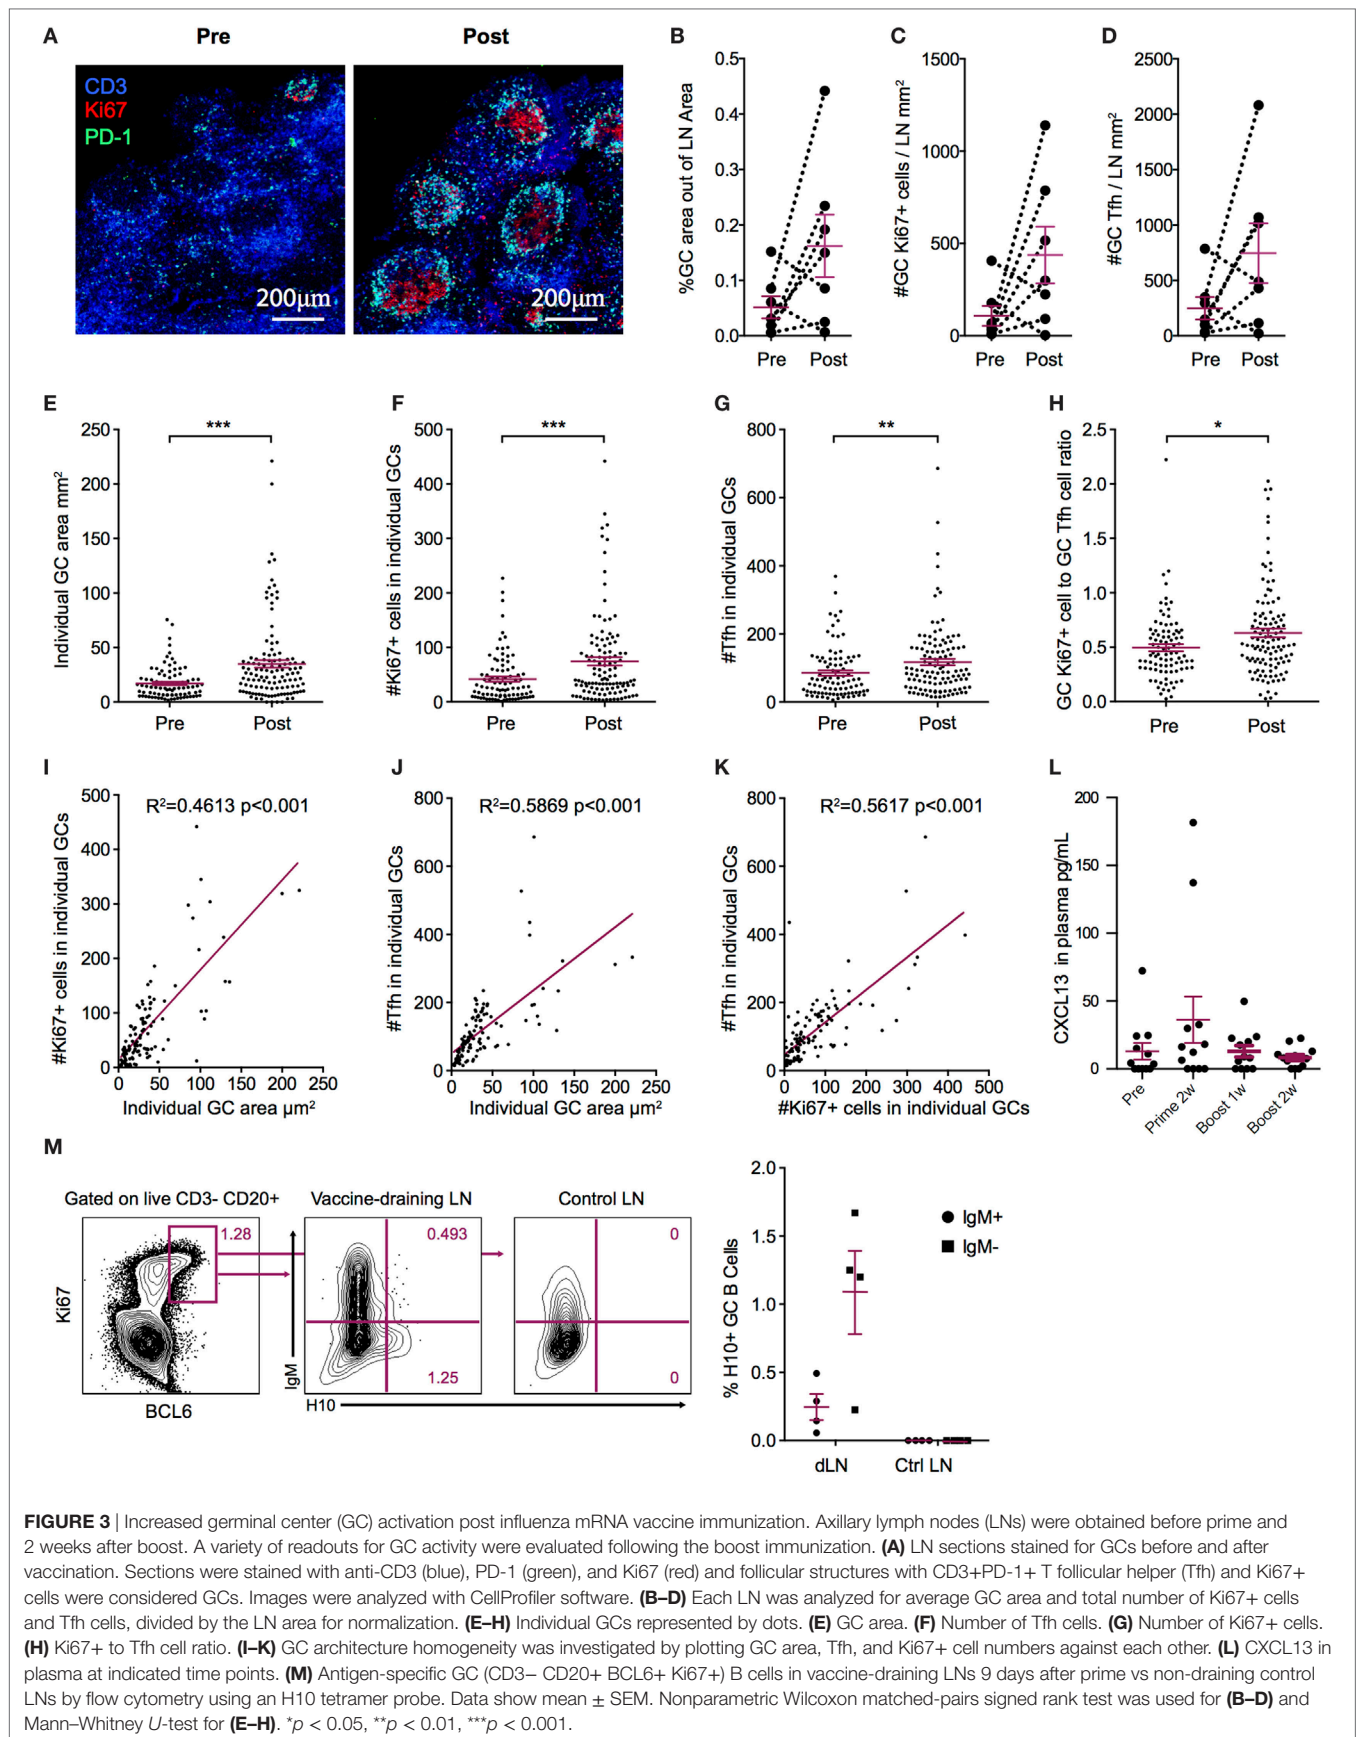 A
Pre
Post
CD3
Ki67
PD-1
200µm
200µm
B
%GC area out of LN Area
0.5
0.4
0.3
0.2
0.1
0.0
Pre
Post
C
#GC Ki67+ cells / LN mm²
1500
1000
500
0
Pre
Post
D
#GC Tfh / LN mm²
2500
2000
1500
1000
500
0
Pre
Post
E
Individual GC area mm²
250
200
150
100
50
0
***
Pre
Post
F
#Ki67+ cells in individual GCs
500
400
300
200
100
0
***
Pre
Post
G
#Tfh in individual GCs
800
600
400
200
0
**
Pre
Post
H
GC Ki67+ cell to GC Tfh cell ratio
2.5
2.0
1.5
1.0
0.5
0.0
*
Pre
Post
I
R²=0.4613 p<0.001
#Ki67+ cells in individual GCs
500
400
300
200
100
0
0 50 100 150 200 250
Individual GC area µm²
J
R²=0.5869 p<0.001
#Tfh in individual GCs
800
600
400
200
0
0 50 100 150 200 250
Individual GC area µm²
K
R²=0.5617 p<0.001
#Tfh in individual GCs
800
600
400
200
0
0 100 200 300 400 500
#Ki67+ cells in individual GCs
L
CXCL13 in plasma pg/mL
200
150
100
50
0
Pre
Prime 2w
Boost 1w
Boost 2w
M
Gated on live CD3- CD20+
1.28
Ki67
BCL6
Vaccine-draining LN
0.493
1.25
IgM
H10
Control LN
0
0
% H10+ GC B Cells
2.0
1.5
1.0
0.5
0.0
IgM+
IgM-
dLN
Ctrl LN
FIGURE 3 | Increased germinal center (GC) activation post influenza mRNA vaccine immunization. Axillary lymph nodes (LNs) were obtained before prime and
2 weeks after boost. A variety of readouts for GC activity were evaluated following the boost immunization. (A) LN sections stained for GCs before and after
vaccination. Sections were stained with anti-CD3 (blue), PD-1 (green), and Ki67 (red) and follicular structures with CD3+PD-1+ T follicular helper (Tfh) and Ki67+
cells were considered GCs. Images were analyzed with CellProfiler software. (B–D) Each LN was analyzed for average GC area and total number of Ki67+ cells
and Tfh cells, divided by the LN area for normalization. (E–H) Individual GCs represented by dots. (E) GC area. (F) Number of Tfh cells. (G) Number of Ki67+ cells.
(H) Ki67+ to Tfh cell ratio. (I–K) GC architecture homogeneity was investigated by plotting GC area, Tfh, and Ki67+ cell numbers against each other. (L) CXCL13 in
plasma at indicated time points. (M) Antigen-specific GC (CD3− CD20+ BCL6+ Ki67+) B cells in vaccine-draining LNs 9 days after prime vs non-draining control
LNs by flow cytometry using an H10 tetramer probe. Data show mean ± SEM. Nonparametric Wilcoxon matched-pairs signed rank test was used for (B–D) and
Mann–Whitney U-test for (E–H). *p < 0.05, **p < 0.01, ***p < 0.001.